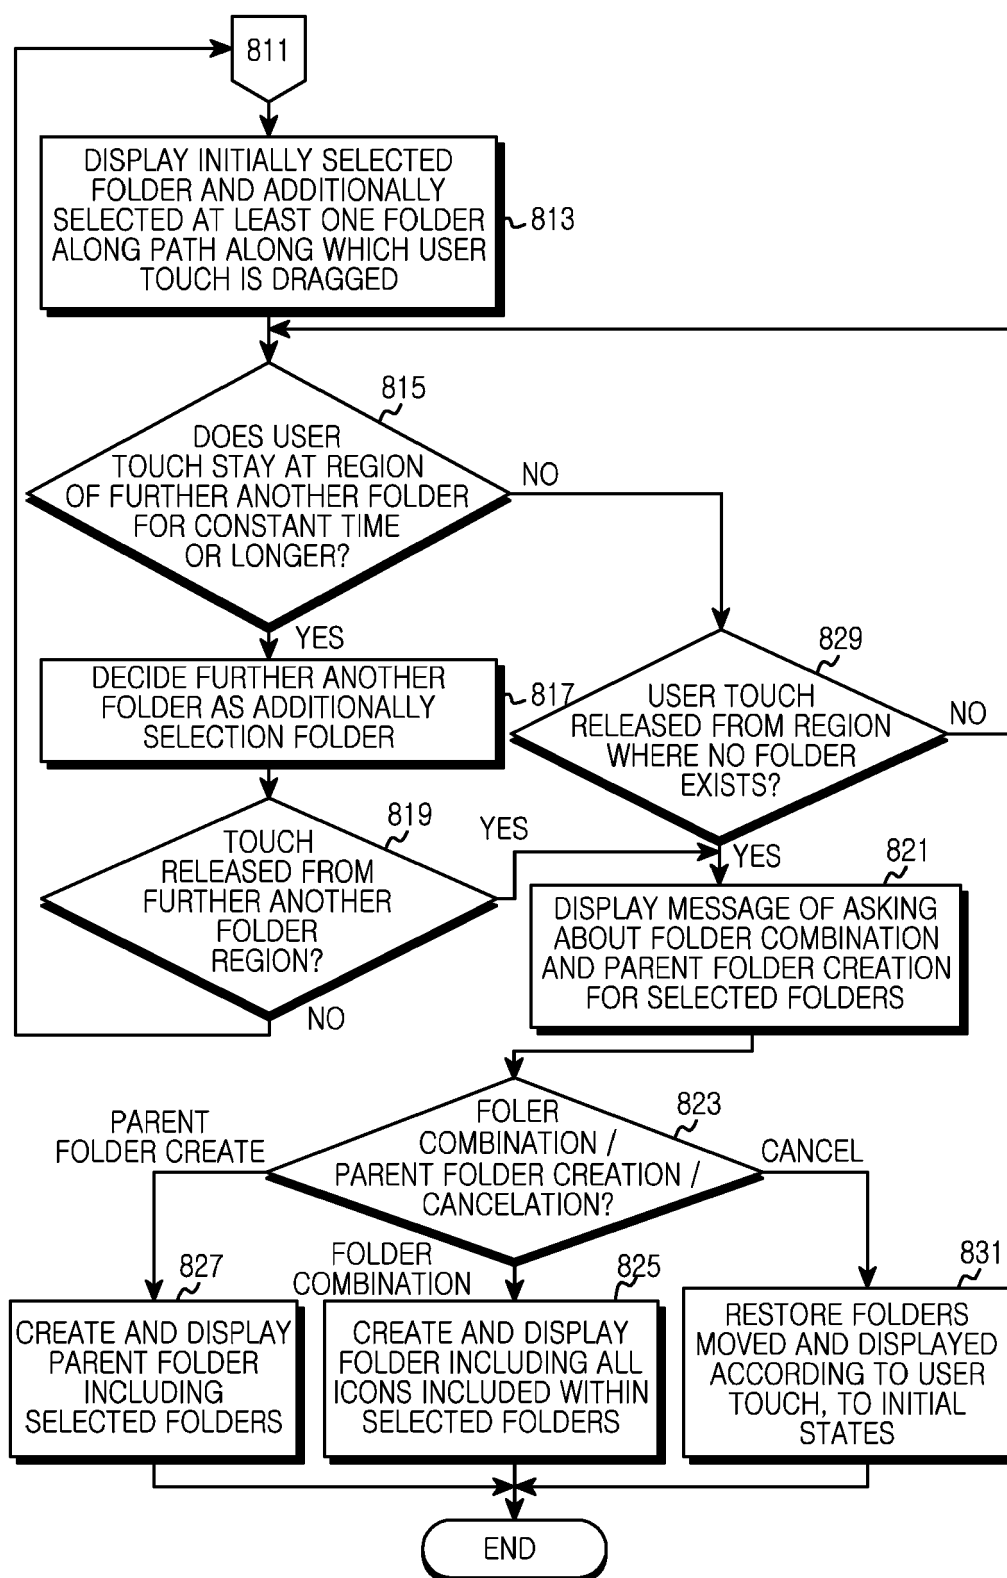 811
DISPLAY INITIALLY SELECTED
FOLDER AND ADDITIONALLY
SELECTED AT LEAST ONE FOLDER
ALONG PATH ALONG WHICH USER
TOUCH IS DRAGGED
813
815
DOES USER
TOUCH STAY AT REGION
OF FURTHER ANOTHER FOLDER
FOR CONSTANT TIME
OR LONGER?
NO
YES
DECIDE FURTHER ANOTHER
FOLDER AS ADDITIONALLY
SELECTION FOLDER
817
829
USER TOUCH
RELEASED FROM REGION
WHERE NO FOLDER
EXISTS?
NO
YES
819
TOUCH
RELEASED FROM
FURTHER ANOTHER
FOLDER
REGION?
YES
NO
821
DISPLAY MESSAGE OF ASKING
ABOUT FOLDER COMBINATION
AND PARENT FOLDER CREATION
FOR SELECTED FOLDERS
823
FOLER
COMBINATION /
PARENT FOLDER CREATION /
CANCELATION?
PARENT
FOLDER CREATE
CANCEL
FOLDER
COMBINATION
827
CREATE AND DISPLAY
PARENT FOLDER
INCLUDING
SELECTED FOLDERS
825
CREATE AND DISPLAY
FOLDER INCLUDING ALL
ICONS INCLUDED WITHIN
SELECTED FOLDERS
831
RESTORE FOLDERS
MOVED AND DISPLAYED
ACCORDING TO USER
TOUCH, TO INITIAL
STATES
END